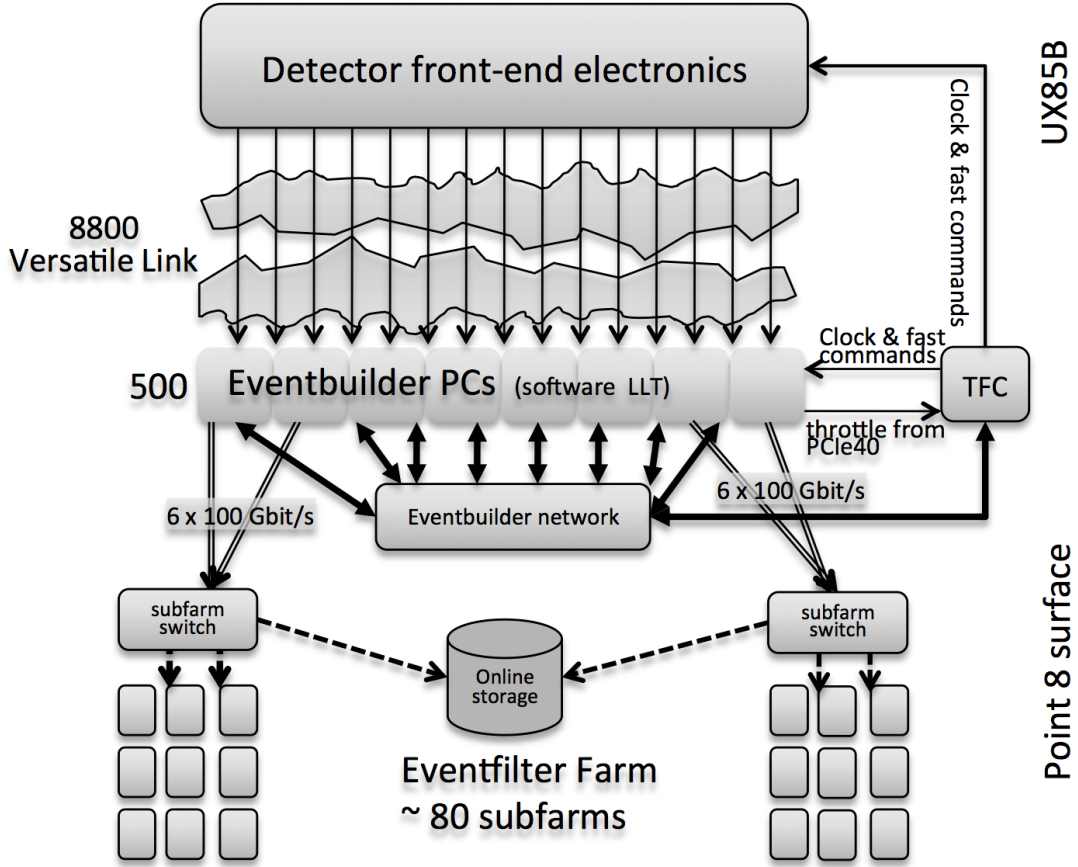 Detector front-end electronics
UX85B
Clock & fast commands
8800
Versatile Link
Clock & fast
commands
500
Eventbuilder PCs (software LLT)
TFC
throttle from
PCIe40
6 x 100 Gbit/s
6 x 100 Gbit/s
Eventbuilder network
Point 8 surface
subfarm
switch
subfarm
switch
Online
storage
Eventfilter Farm
~ 80 subfarms